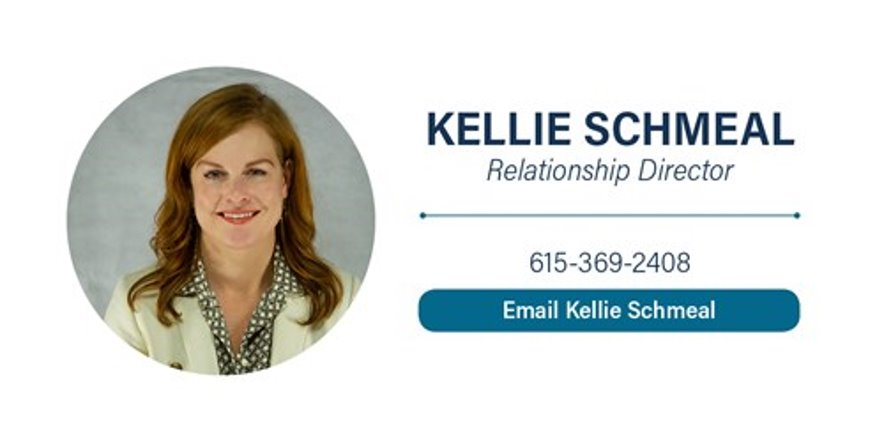 KELLIE SCHMEAL
Relationship Director
615-369-2408
Email Kellie Schmeal